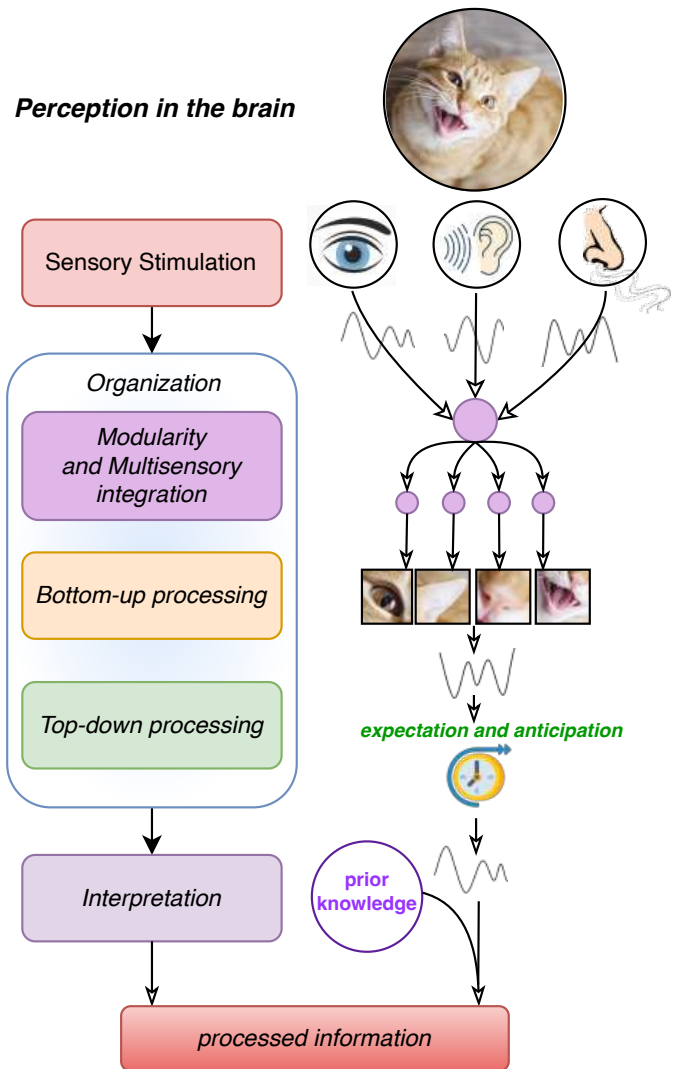 Perception in the brain
Sensory Stimulation
Organization
Modularity
and Multisensory
integration
Bottom-up processing
Top-down processing
expectation and anticipation
Interpretation
prior
knowledge
processed information